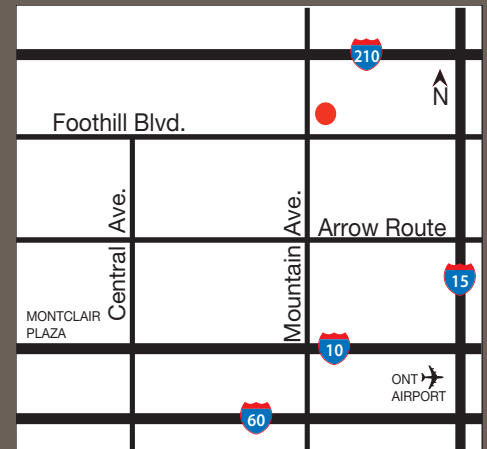 210
N
Foothill Blvd.
Central Ave.
Mountain Ave.
Arrow Route
15
MONTCLAIR
PLAZA
10
ONT
AIRPORT
60